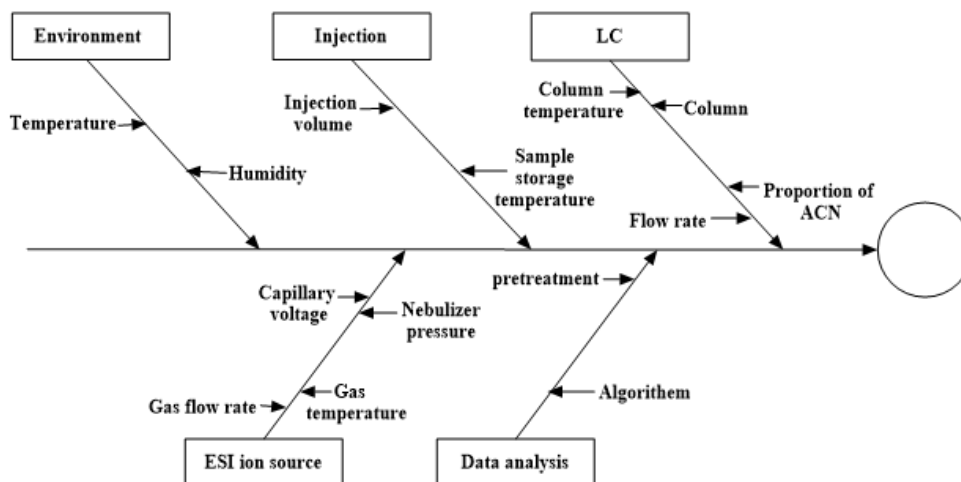 Environment
Injection
LC
Temperature
Humidity
Injection
volume
Sample
storage
temperature
Column
temperature
Column
Proportion of
ACN
Flow rate
Capillary
voltage
Nebulizer
pressure
Gas flow rate
Gas
temperature
pretreatment
Algorithem
ESI ion source
Data analysis